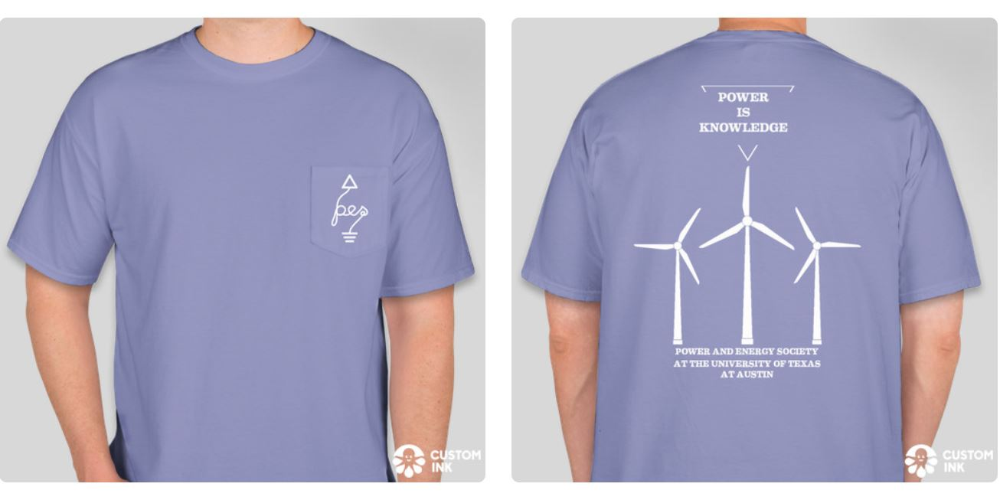 pes
CUSTOM
INK
POWER
IS
KNOWLEDGE
POWER AND ENERGY SOCIETY
AT THE UNIVERSITY OF TEXAS
AT AUSTIN
CUSTOM
INK